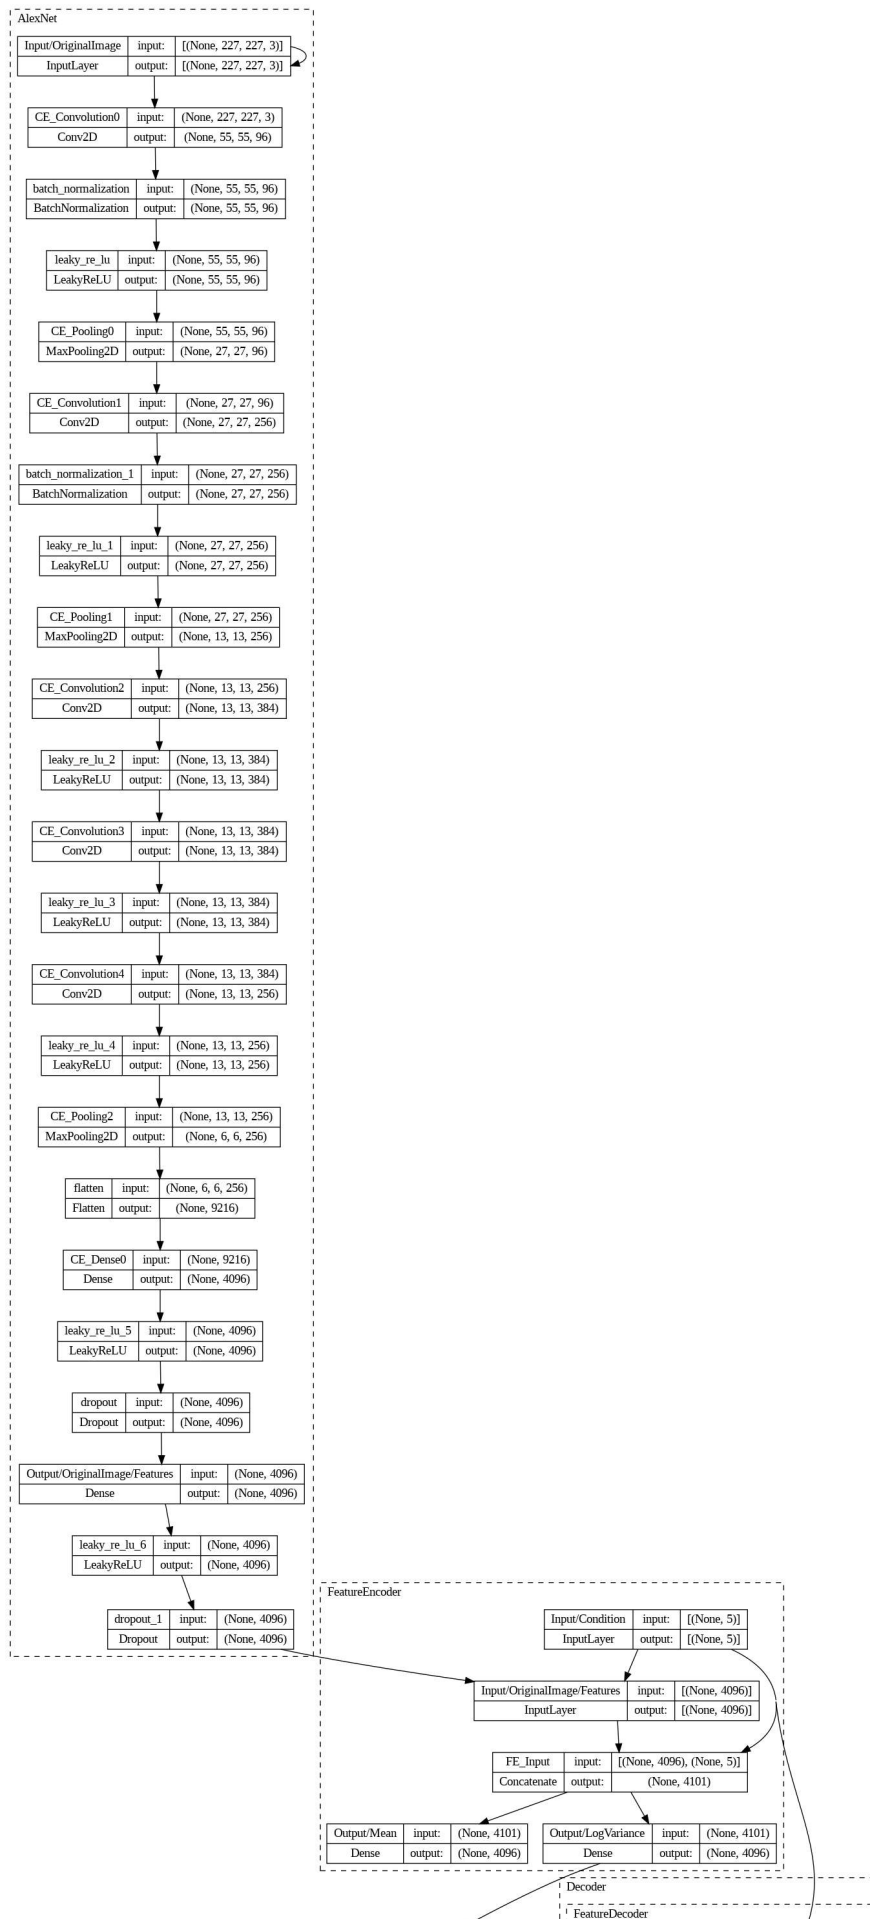 AlexNet
Input/OriginalImage input: [(None, 227, 227, 3)]
InputLayer output: [(None, 227, 227, 3)]
CE_Convolution0 input: (None, 227, 227, 3)
Conv2D output: (None, 55, 55, 96)
batch_normalization input: (None, 55, 55, 96)
BatchNormalization output: (None, 55, 55, 96)
leaky_re_lu input: (None, 55, 55, 96)
LeakyReLU output: (None, 55, 55, 96)
CE_Pooling0 input: (None, 55, 55, 96)
MaxPooling2D output: (None, 27, 27, 96)
CE_Convolution1 input: (None, 27, 27, 96)
Conv2D output: (None, 27, 27, 256)
batch_normalization_1 input: (None, 27, 27, 256)
BatchNormalization output: (None, 27, 27, 256)
leaky_re_lu_1 input: (None, 27, 27, 256)
LeakyReLU output: (None, 27, 27, 256)
CE_Pooling1 input: (None, 27, 27, 256)
MaxPooling2D output: (None, 13, 13, 256)
CE_Convolution2 input: (None, 13, 13, 256)
Conv2D output: (None, 13, 13, 384)
leaky_re_lu_2 input: (None, 13, 13, 384)
LeakyReLU output: (None, 13, 13, 384)
CE_Convolution3 input: (None, 13, 13, 384)
Conv2D output: (None, 13, 13, 384)
leaky_re_lu_3 input: (None, 13, 13, 384)
LeakyReLU output: (None, 13, 13, 384)
CE_Convolution4 input: (None, 13, 13, 384)
Conv2D output: (None, 13, 13, 256)
leaky_re_lu_4 input: (None, 13, 13, 256)
LeakyReLU output: (None, 13, 13, 256)
CE_Pooling2 input: (None, 13, 13, 256)
MaxPooling2D output: (None, 6, 6, 256)
flatten input: (None, 6, 6, 256)
Flatten output: (None, 9216)
CE_Dense0 input: (None, 9216)
Dense output: (None, 4096)
leaky_re_lu_5 input: (None, 4096)
LeakyReLU output: (None, 4096)
dropout input: (None, 4096)
Dropout output: (None, 4096)
Output/OriginalImage/Features input: (None, 4096)
Dense output: (None, 4096)
leaky_re_lu_6 input: (None, 4096)
LeakyReLU output: (None, 4096)
dropout_1 input: (None, 4096)
Dropout output: (None, 4096)
FeatureEncoder
Input/Condition input: [(None, 5)]
InputLayer output: [(None, 5)]
Input/OriginalImage/Features input: [(None, 4096)]
InputLayer output: [(None, 4096)]
FE_Input input: [(None, 4096), (None, 5)]
Concatenate output: (None, 4101)
Output/Mean input: (None, 4101)
Dense output: (None, 4096)
Output/LogVariance input: (None, 4101)
Dense output: (None, 4096)
Decoder
FeatureDecoder